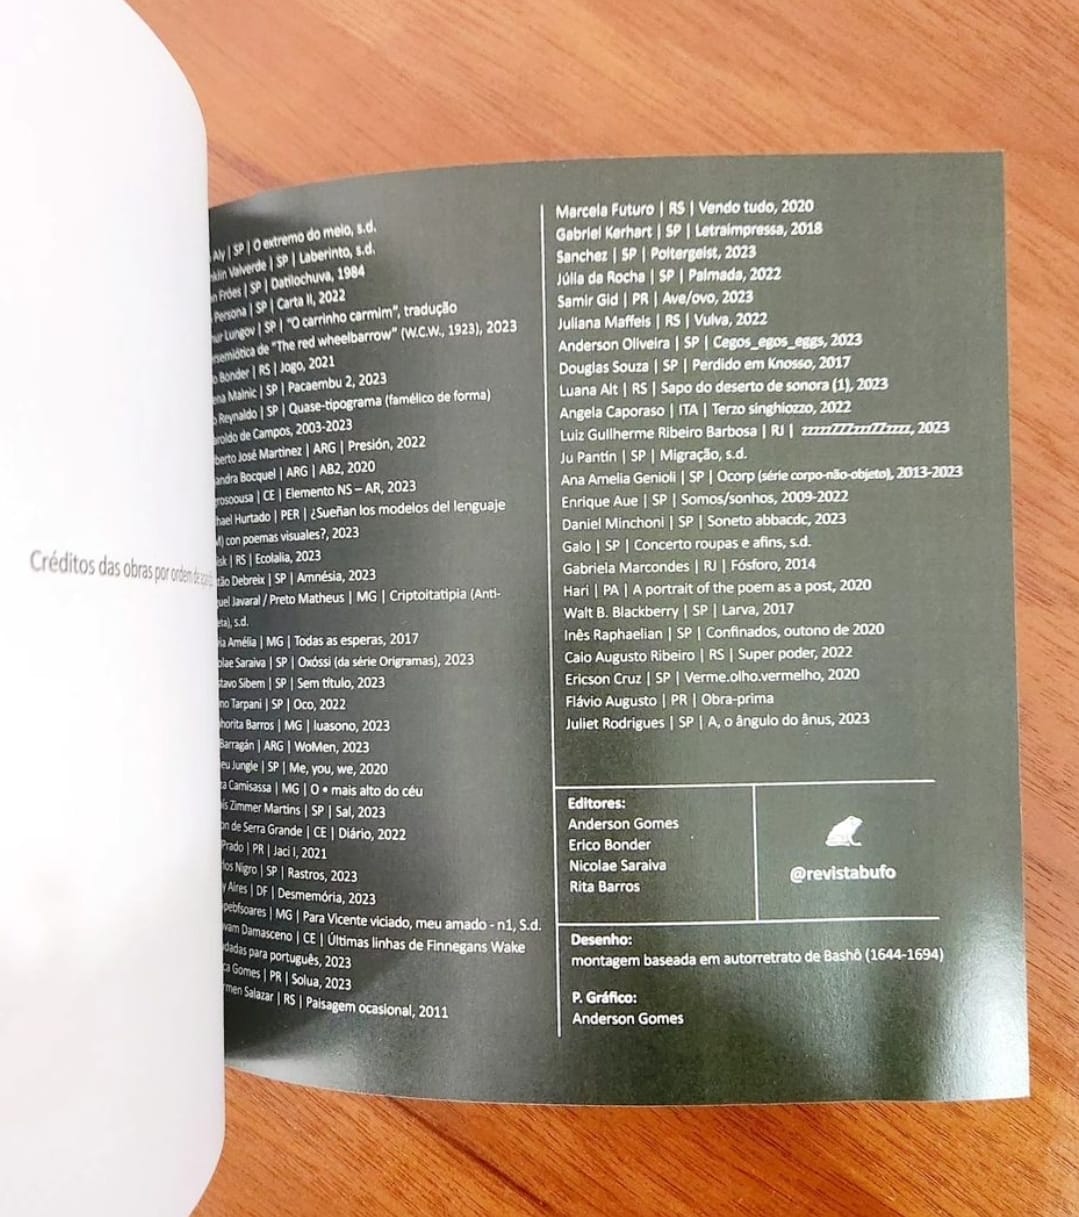 Créditos das obras por ordem de
Aly | SP | O extremo do meio, s.d.
Valverde | SP | Laberinto, s.d.
Fróes | SP | Datilochuva, 1984
Persona | SP | Carta II, 2022
Lungov | SP | "O carrinho carmim", tradução
de "The red wheelbarrow" (W.C.W., 1923), 2023
Bonder | RS | Jogo, 2021
Malnic | SP | Pacaembu 2, 2023
Reynaldo | SP | Quase-tipograma (famélico de forma)
de Campos, 2003-2023
José Martinez | ARG | Presión, 2022
Bocquel | ARG | AB2, 2020
| CE | Elemento NS – AR, 2023
Hurtado | PER | ¿Sueñan los modelos del lenguaje
con poemas visuales?, 2023
| RS | Ecolalia, 2023
Debreix | SP | Amnésia, 2023
Javaral / Preto Matheus | MG | Criptoitatipia (Anti-
s.d.
Amélia | MG | Todas as esperas, 2017
Saraiva | SP | Oxóssi (da série Origramas), 2023
Sibem | SP | Sem título, 2023
Tarpani | SP | Oco, 2022
Barros | MG | luasono, 2023
Barragán | ARG | WoMen, 2023
Jungle | SP | Me, you, we, 2020
Camisassa | MG | O • mais alto do céu
Zimmer Martins | SP | Sal, 2023
de Serra Grande | CE | Diário, 2022
Prado | PR | Jaci I, 2021
Nigro | SP | Rastros, 2023
Aires | DF | Desmemória, 2023
| MG | Para Vicente viciado, meu amado - n1, S.d.
Damasceno | CE | Últimas linhas de Finnegans Wake
para português, 2023
Gomes | PR | Solua, 2023
Salazar | RS | Paisagem ocasional, 2011
Marcela Futuro | RS | Vendo tudo, 2020
Gabriel Kerhart | SP | Letraimpressa, 2018
Sanchez | SP | Poltergeist, 2023
Júlia da Rocha | SP | Palmada, 2022
Samir Gid | PR | Ave/ovo, 2023
Juliana Maffeis | RS | Vulva, 2022
Anderson Oliveira | SP | Cegos_egos_eggs, 2023
Douglas Souza | SP | Perdido em Knosso, 2017
Luana Alt | RS | Sapo do deserto de sonora (1), 2023
Angela Caporaso | ITA | Terzo singhiozzo, 2022
Luiz Guilherme Ribeiro Barbosa | RJ | zzzzzZZZzzzZZzzzz, 2023
Ju Pantin | SP | Migração, s.d.
Ana Amelia Genioli | SP | Ocorp (série corpo-não-objeto), 2013-2023
Enrique Aue | SP | Somos/sonhos, 2009-2022
Daniel Minchoni | SP | Soneto abbacdc, 2023
Galo | SP | Concerto roupas e afins, s.d.
Gabriela Marcondes | RJ | Fósforo, 2014
Hari | PA | A portrait of the poem as a post, 2020
Walt B. Blackberry | SP | Larva, 2017
Inês Raphaelian | SP | Confinados, outono de 2020
Caio Augusto Ribeiro | RS | Super poder, 2022
Ericson Cruz | SP | Verme.olho.vermelho, 2020
Flávio Augusto | PR | Obra-prima
Juliet Rodrigues | SP | A, o ângulo do ânus, 2023
Editores:
Anderson Gomes
Erico Bonder
Nicolae Saraiva
Rita Barros
@revistabufo
Desenho:
montagem baseada em autorretrato de Bashô (1644-1694)
P. Gráfico:
Anderson Gomes